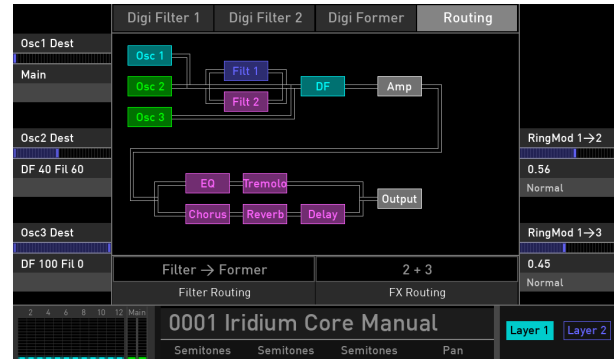 Digi Filter 1 Digi Filter 2 Digi Former Routing
Osc1 Dest
Main
Osc2 Dest
DF 40 Fil 60
Osc3 Dest
DF 100 Fil 0
Osc 1
Osc 2
Osc 3
Filt 1
Filt 2
DF
Amp
EQ
Tremolo
Chorus
Reverb
Delay
Output
RingMod 1→2
0.56
Normal
RingMod 1→3
0.45
Normal
Filter → Former 2 + 3
Filter Routing FX Routing
2 4 6 8 10 12 Main
0001 Iridium Core Manual
Semitones Semitones Semitones Pan
Layer 1 Layer 2